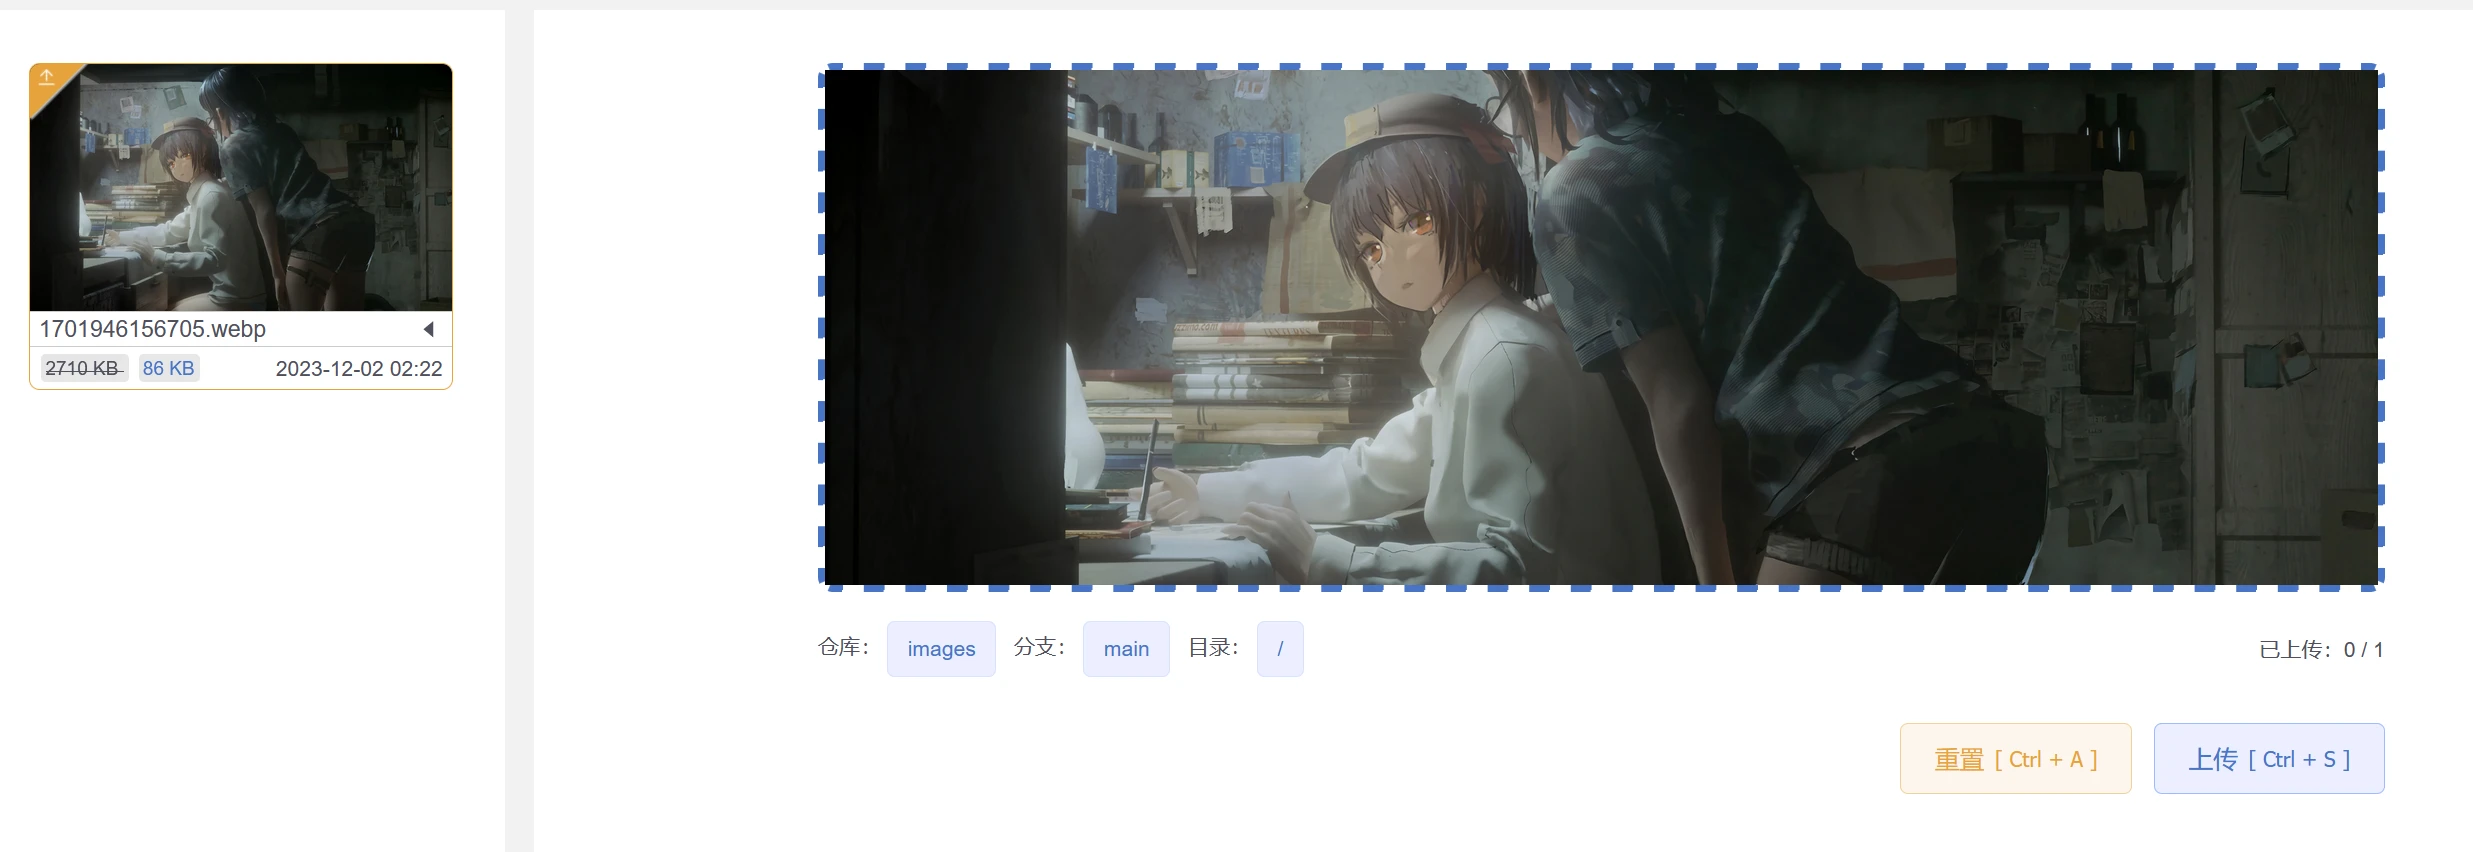 1701946156705.webp
2710 KB 86 KB 2023-12-02 02:22
仓库： images 分支： main 目录： / 已上传：0 / 1
重置 [ Ctrl + A ] 上传 [ Ctrl + S ]